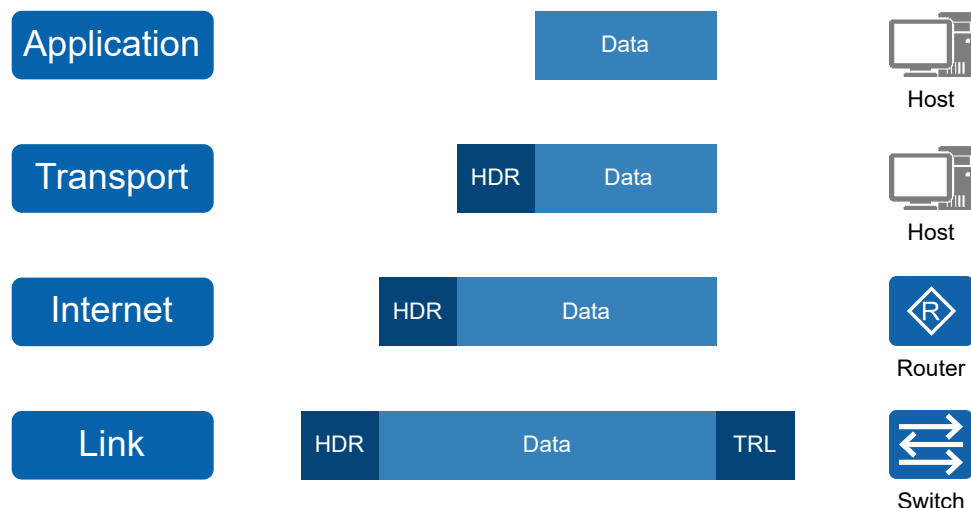 Application
Data
Host
Transport
HDR
Data
Host
Internet
HDR
Data
R
Router
Link
HDR
Data
TRL
Switch